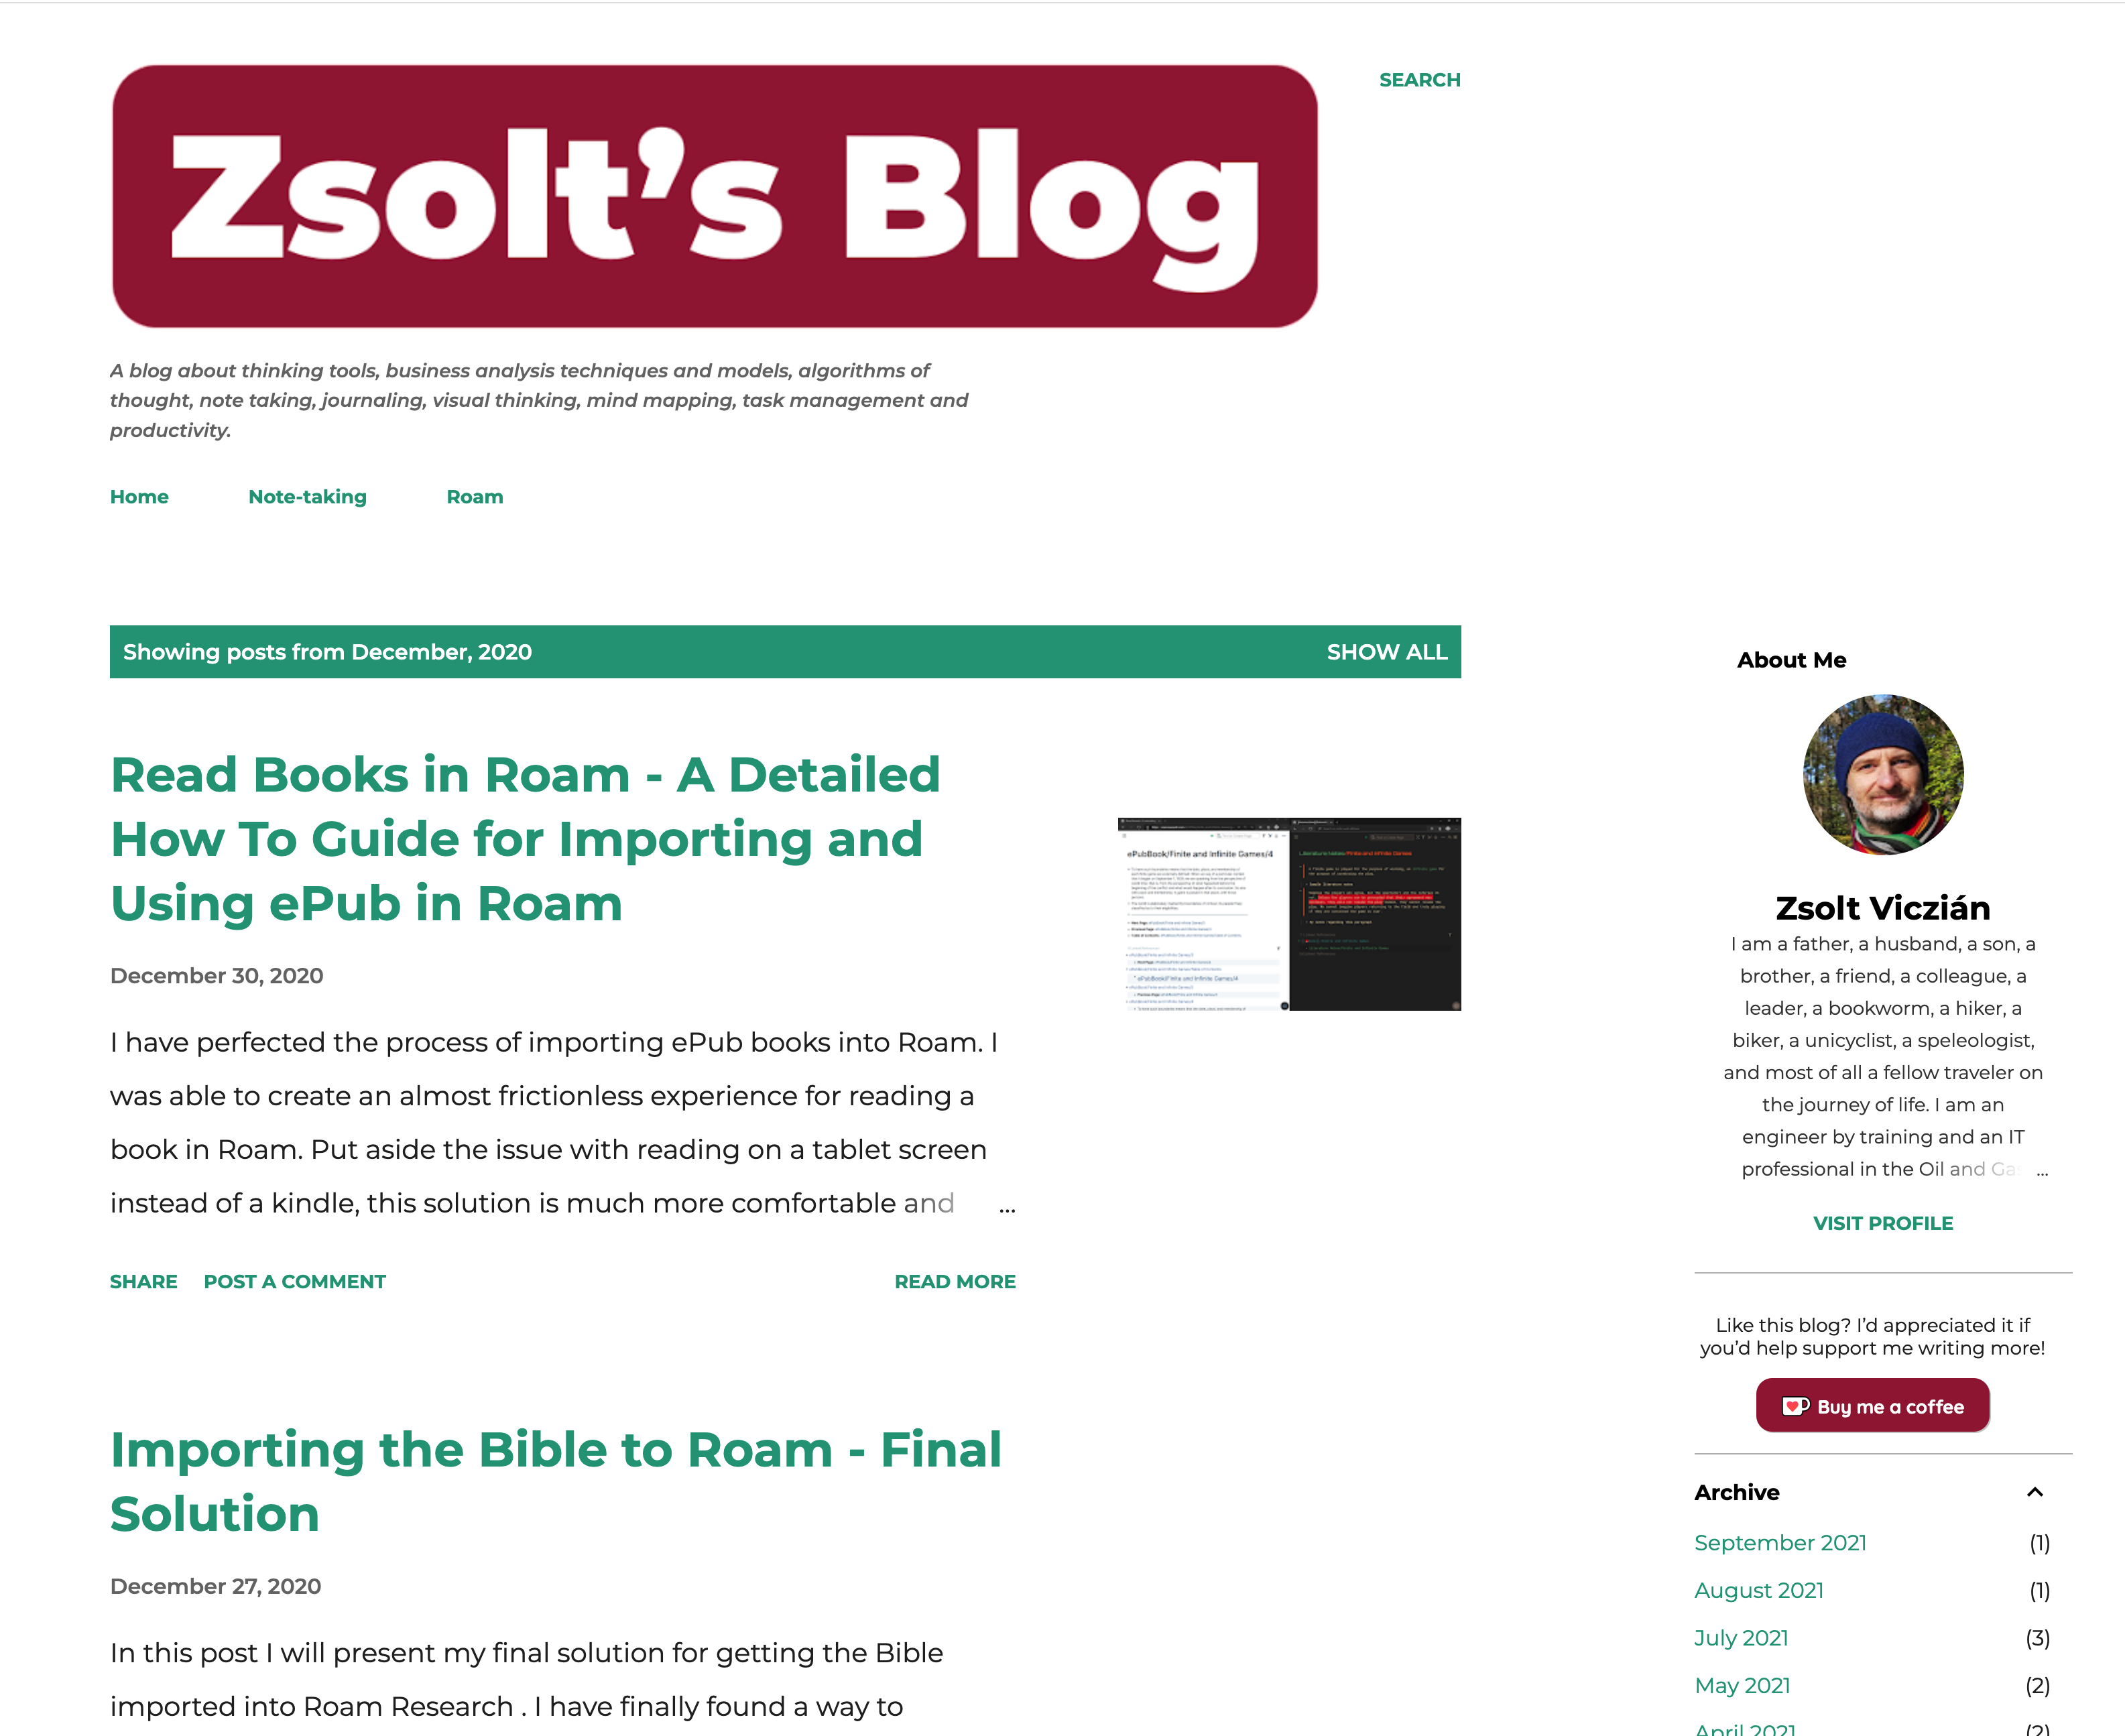 Zsolt's Blog
SEARCH
A blog about thinking tools, business analysis techniques and models, algorithms of
thought, note taking, journaling, visual thinking, mind mapping, task management and
productivity.
Home
Note-taking
Roam
Showing posts from December, 2020
SHOW ALL
Read Books in Roam - A Detailed
How To Guide for Importing and
Using ePub in Roam
December 30, 2020
I have perfected the process of importing ePub books into Roam. I
was able to create an almost frictionless experience for reading a
book in Roam. Put aside the issue with reading on a tablet screen
instead of a kindle, this solution is much more comfortable and ...
SHARE
POST A COMMENT
READ MORE
ePubBook/Finite and Infinite Games/4
Importing the Bible to Roam - Final
Solution
December 27, 2020
In this post I will present my final solution for getting the Bible
imported into Roam Research . I have finally found a way to
About Me
Zsolt Viczián
I am a father, a husband, a son, a
brother, a friend, a colleague, a
leader, a bookworm, a hiker, a
biker, a unicyclist, a speleologist,
and most of all a fellow traveler on
the journey of life. I am an
engineer by training and an IT
professional in the Oil and Ga ...
VISIT PROFILE
Like this blog? I'd appreciated it if
you'd help support me writing more!
Buy me a coffee
Archive
September 2021 (1)
August 2021 (1)
July 2021 (3)
May 2021 (2)
April 2021 (2)